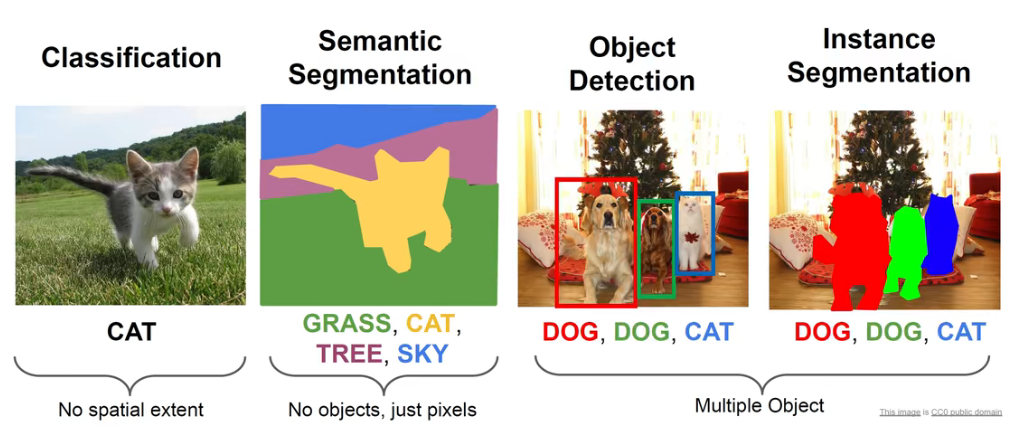 Classification
Semantic
Segmentation
Object
Detection
Instance
Segmentation
CAT
GRASS, CAT,
TREE, SKY
DOG, DOG, CAT
DOG, DOG, CAT
No spatial extent
No objects, just pixels
Multiple Object
This image is CC0 public domain